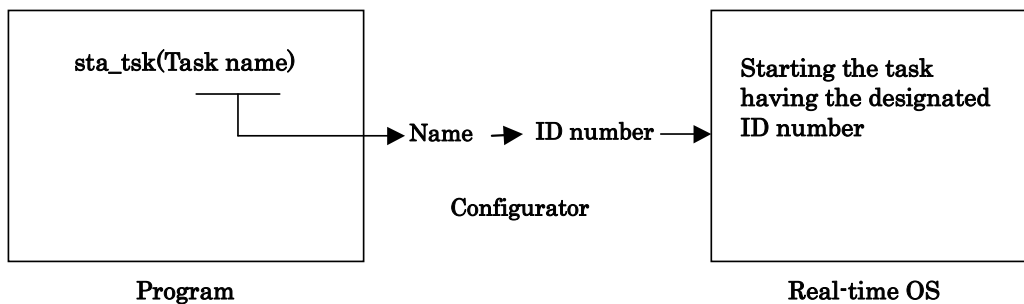 sta_tsk(Task name)
Name
ID number
Configurator
Starting the task
having the designated
ID number
Program
Real-time OS